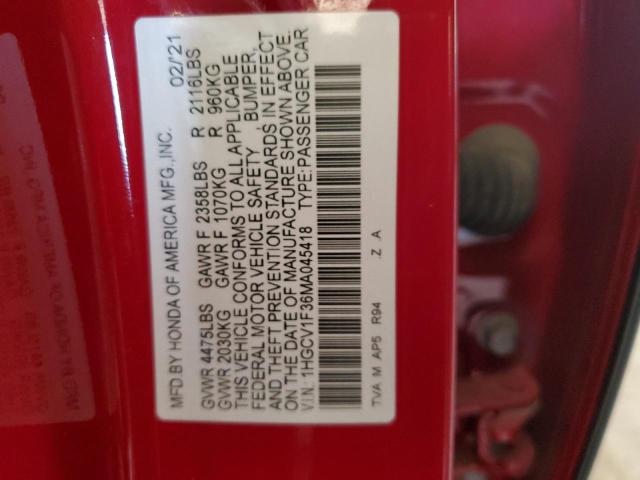 MFD.BY HONDA OF AMERICA MFG.,INC. 02/'21
GVWR 4475LBS GAWR F 2358LBS R 2116LBS
GVWR 2030KG GAWR F 1070KG R 960KG
THIS VEHICLE CONFORMS TO ALL APPLICABLE
FEDERAL MOTOR VEHICLE SAFETY , BUMPER,
AND THEFT PREVENTION STANDARDS IN EFFECT
ON THE DATE OF MANUFACTURE SHOWN ABOVE.
V.I.N.: 1HGCV1F36MA045418 TYPE:PASSENGER CAR
TVA M AP5 R94 .Z .A